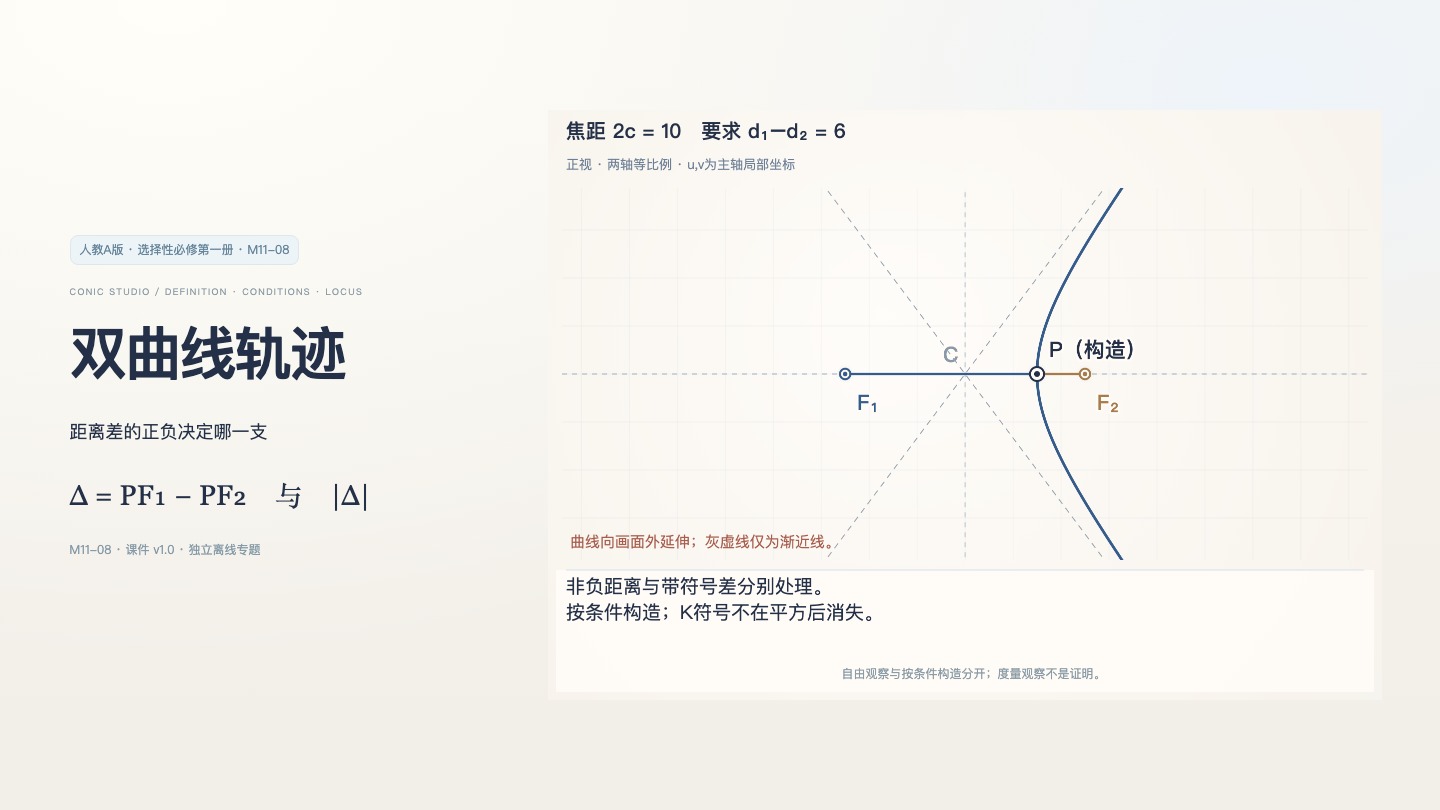 人教A版 · 选择性必修第一册 · M11–08
CONIC STUDIO / DEFINITION · CONDITIONS · LOCUS
双曲线轨迹
距离差的正负决定哪一支
Δ = PF₁ − PF₂ 与 |Δ|
M11–08 · 课件 v1.0 · 独立离线专题
焦距 2c = 10 要求 d₁−d₂ = 6
正视 · 两轴等比例 · u,v为主轴局部坐标
C
P（构造）
F₁
F₂
曲线向画面外延伸；灰虚线仅为渐近线。
非负距离与带符号差分别处理。
按条件构造；K符号不在平方后消失。
自由观察与按条件构造分开；度量观察不是证明。